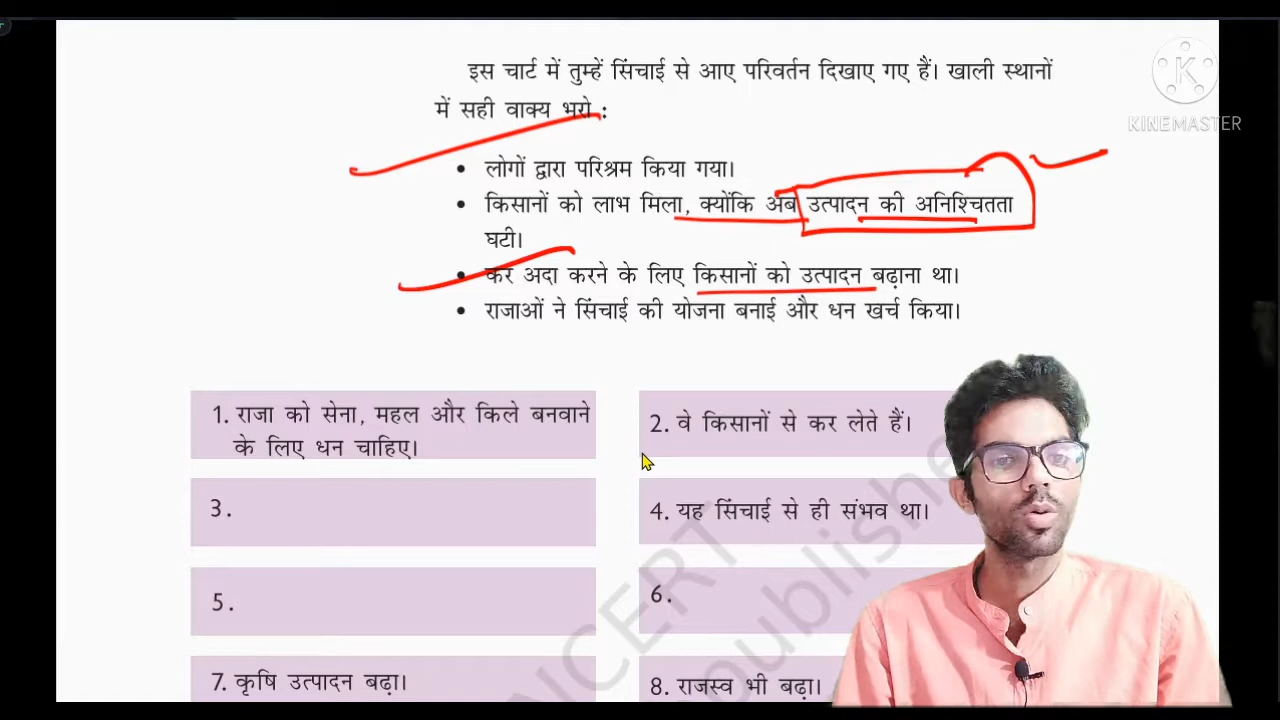 KINEMASTER
इस चार्ट में तुम्हें सिंचाई से आए परिवर्तन दिखाए गए हैं। खाली स्थानों
में सही वाक्य भरो :
• लोगों द्वारा परिश्रम किया गया।
• किसानों को लाभ मिला, क्योंकि अब उत्पादन की अनिश्चितता
घटी।
• कर अदा करने के लिए किसानों को उत्पादन बढ़ाना था।
• राजाओं ने सिंचाई की योजना बनाई और धन खर्च किया।
1. राजा को सेना, महल और किले बनवाने
के लिए धन चाहिए।
2. वे किसानों से कर लेते हैं।
3.
4. यह सिंचाई से ही संभव था।
5.
6.
7. कृषि उत्पादन बढ़ा।
8. राजस्व भी बढ़ा।
NCERT